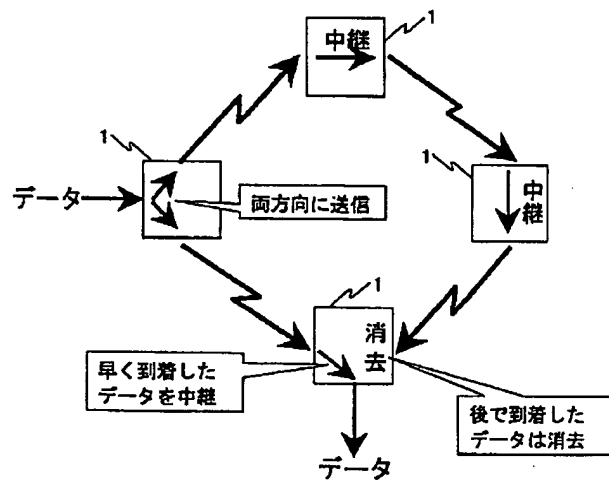 中継
1
1
1
データ
両方向に送信
中継
1
消去
早く到着した
データを中継
後で到着した
データは消去
データ